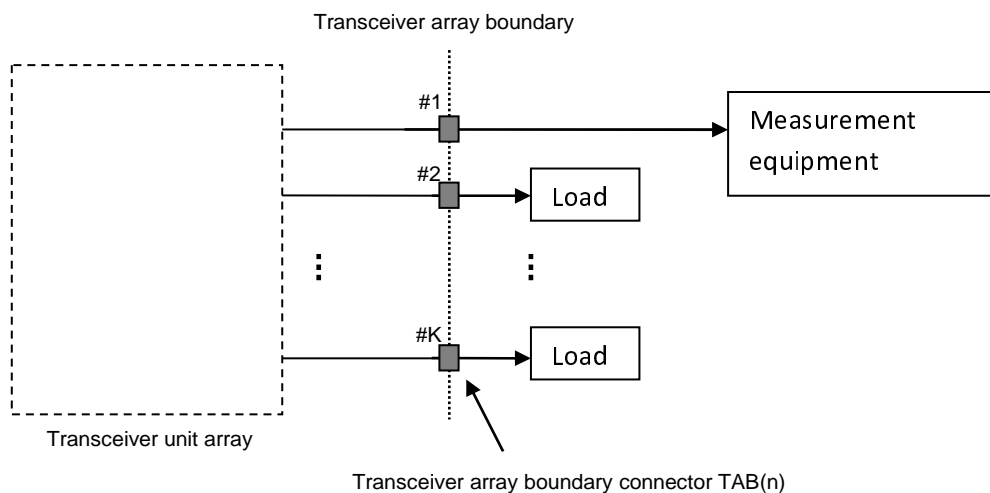 Transceiver array boundary
#1
Measurement
equipment
#2
Load
#K
Load
Transceiver unit array
Transceiver array boundary connector TAB(n)